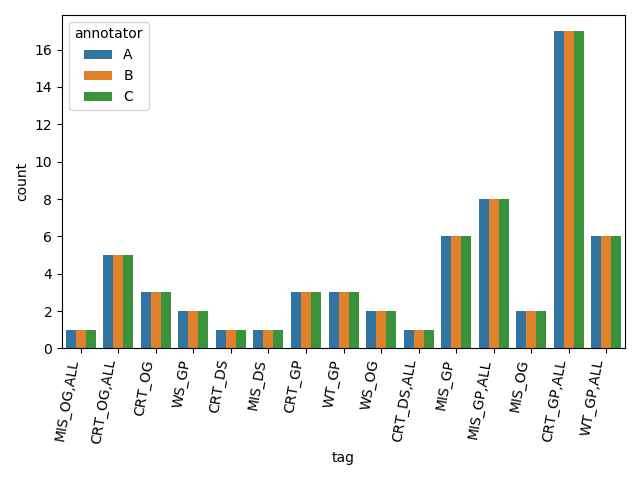 annotator
A
B
C
count
16
14
12
10
8
6
4
2
0
MIS_OG,ALL
CRT_OG,ALL
CRT_OG
WS_GP
CRT_DS
MIS_DS
CRT_GP
WT_GP
WS_OG
CRT_DS,ALL
MIS_GP
MIS_GP,ALL
MIS_OG
CRT_GP,ALL
WT_GP,ALL
tag